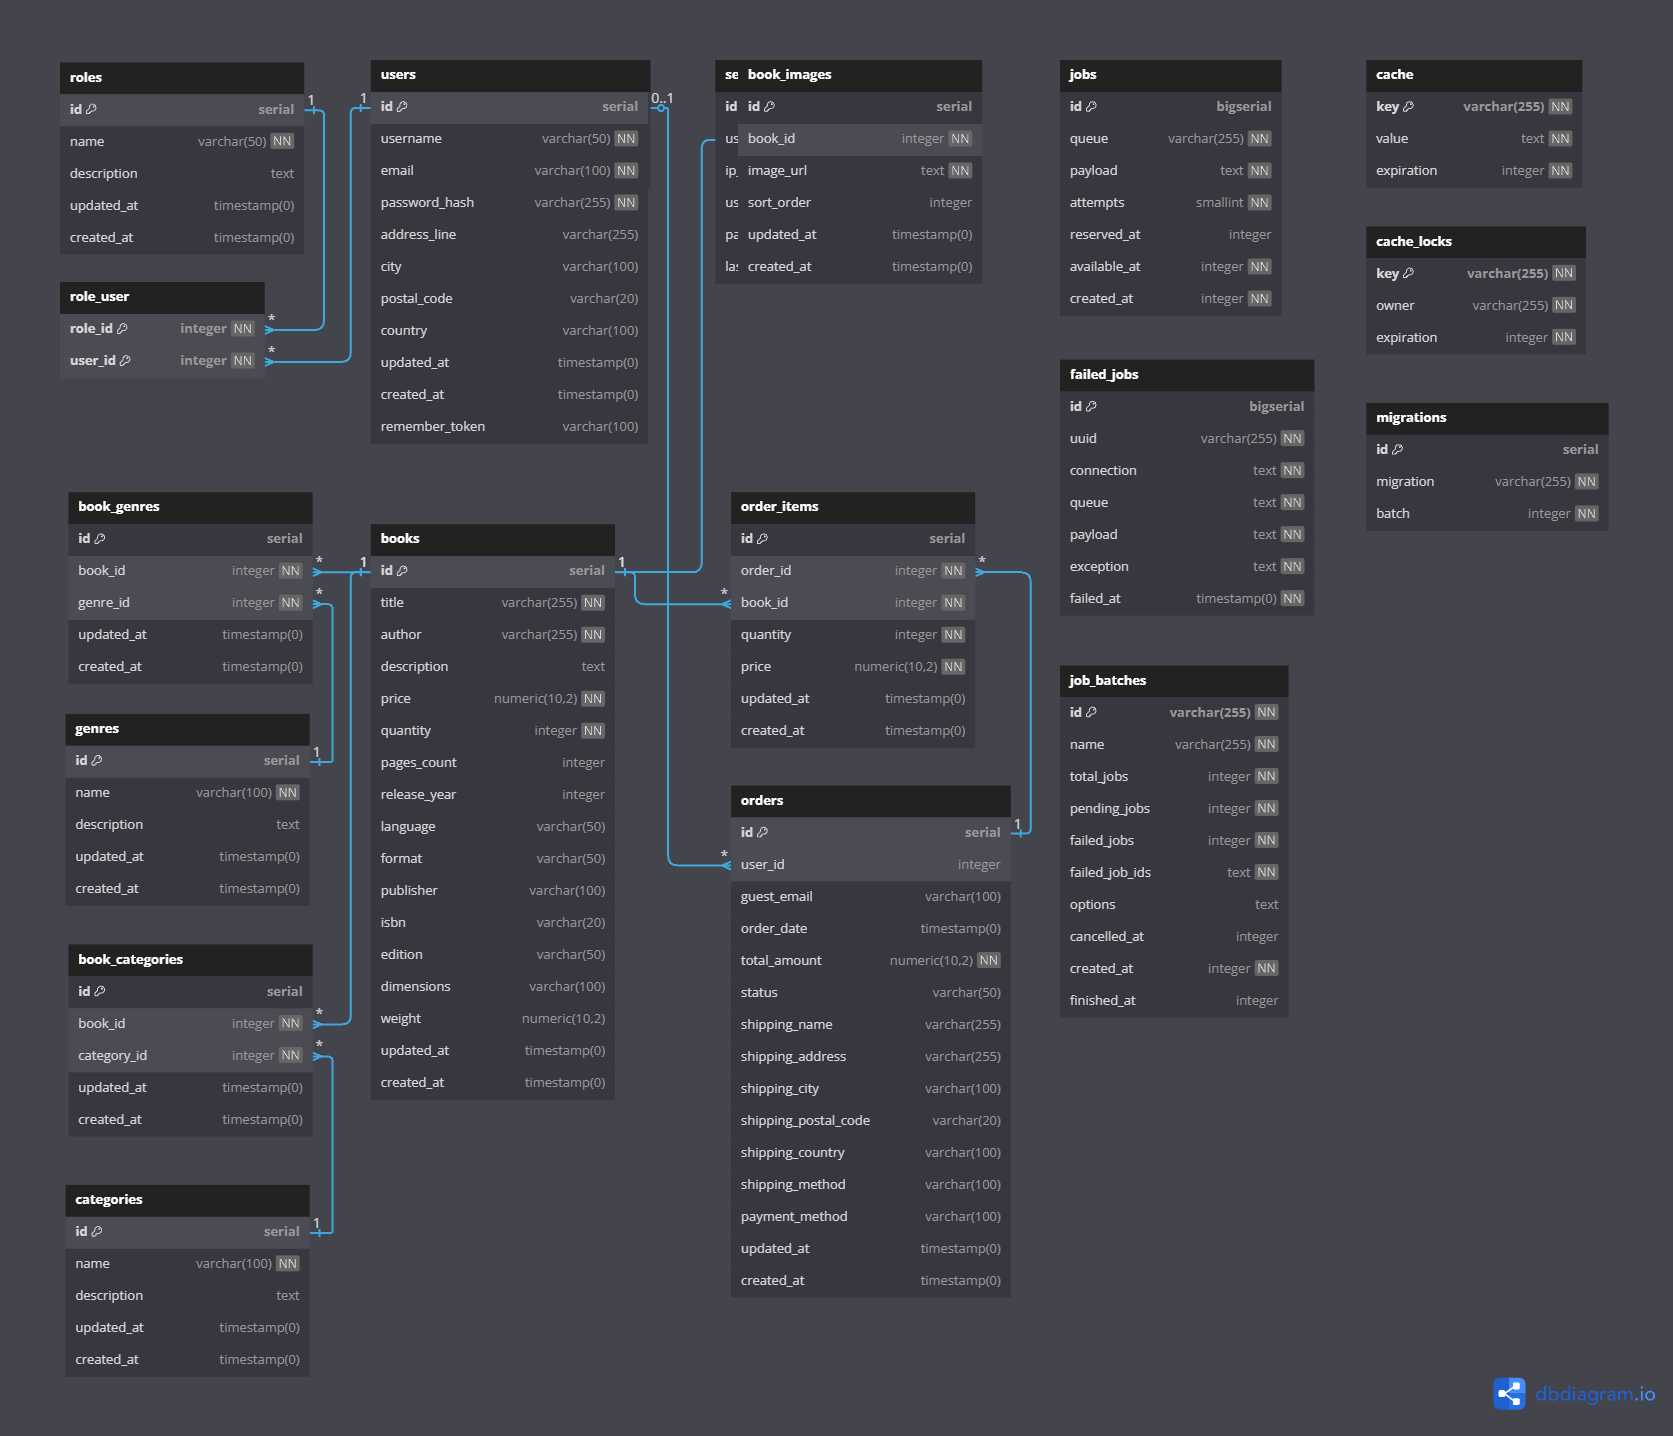 roles
id serial
name varchar(50) NN
description text
updated_at timestamp(0)
created_at timestamp(0)
role_user
role_id integer NN
user_id integer NN
users
id serial
username varchar(50) NN
email varchar(100) NN
password_hash varchar(255) NN
address_line varchar(255)
city varchar(100)
postal_code varchar(20)
country varchar(100)
updated_at timestamp(0)
created_at timestamp(0)
remember_token varchar(100)
se
id
us
ip_
us
pa
las
book_images
id serial
book_id integer NN
image_url text NN
sort_order integer
updated_at timestamp(0)
created_at timestamp(0)
jobs
id bigserial
queue varchar(255) NN
payload text NN
attempts smallint NN
reserved_at integer
available_at integer NN
created_at integer NN
cache
key varchar(255) NN
value text NN
expiration integer NN
cache_locks
key varchar(255) NN
owner varchar(255) NN
expiration integer NN
failed_jobs
id bigserial
uuid varchar(255) NN
connection text NN
queue text NN
payload text NN
exception text NN
failed_at timestamp(0) NN
migrations
id serial
migration varchar(255) NN
batch integer NN
book_genres
id serial
book_id integer NN
genre_id integer NN
updated_at timestamp(0)
created_at timestamp(0)
genres
id serial
name varchar(100) NN
description text
updated_at timestamp(0)
created_at timestamp(0)
book_categories
id serial
book_id integer NN
category_id integer NN
updated_at timestamp(0)
created_at timestamp(0)
categories
id serial
name varchar(100) NN
description text
updated_at timestamp(0)
created_at timestamp(0)
books
id serial
title varchar(255) NN
author varchar(255) NN
description text
price numeric(10,2) NN
quantity integer NN
pages_count integer
release_year integer
language varchar(50)
format varchar(50)
publisher varchar(100)
isbn varchar(20)
edition varchar(50)
dimensions varchar(100)
weight numeric(10,2)
updated_at timestamp(0)
created_at timestamp(0)
order_items
id serial
order_id integer NN
book_id integer NN
quantity integer NN
price numeric(10,2) NN
updated_at timestamp(0)
created_at timestamp(0)
orders
id serial
user_id integer
guest_email varchar(100)
order_date timestamp(0)
total_amount numeric(10,2) NN
status varchar(50)
shipping_name varchar(255)
shipping_address varchar(255)
shipping_city varchar(100)
shipping_postal_code varchar(20)
shipping_country varchar(100)
shipping_method varchar(100)
payment_method varchar(100)
updated_at timestamp(0)
created_at timestamp(0)
job_batches
id varchar(255) NN
name varchar(255) NN
total_jobs integer NN
pending_jobs integer NN
failed_jobs integer NN
failed_job_ids text NN
options text
cancelled_at integer
created_at integer NN
finished_at integer
1
*
*
1
0..1
*
*
1
1
*
*
1
1
*
*
*
1
dbdiagram.io